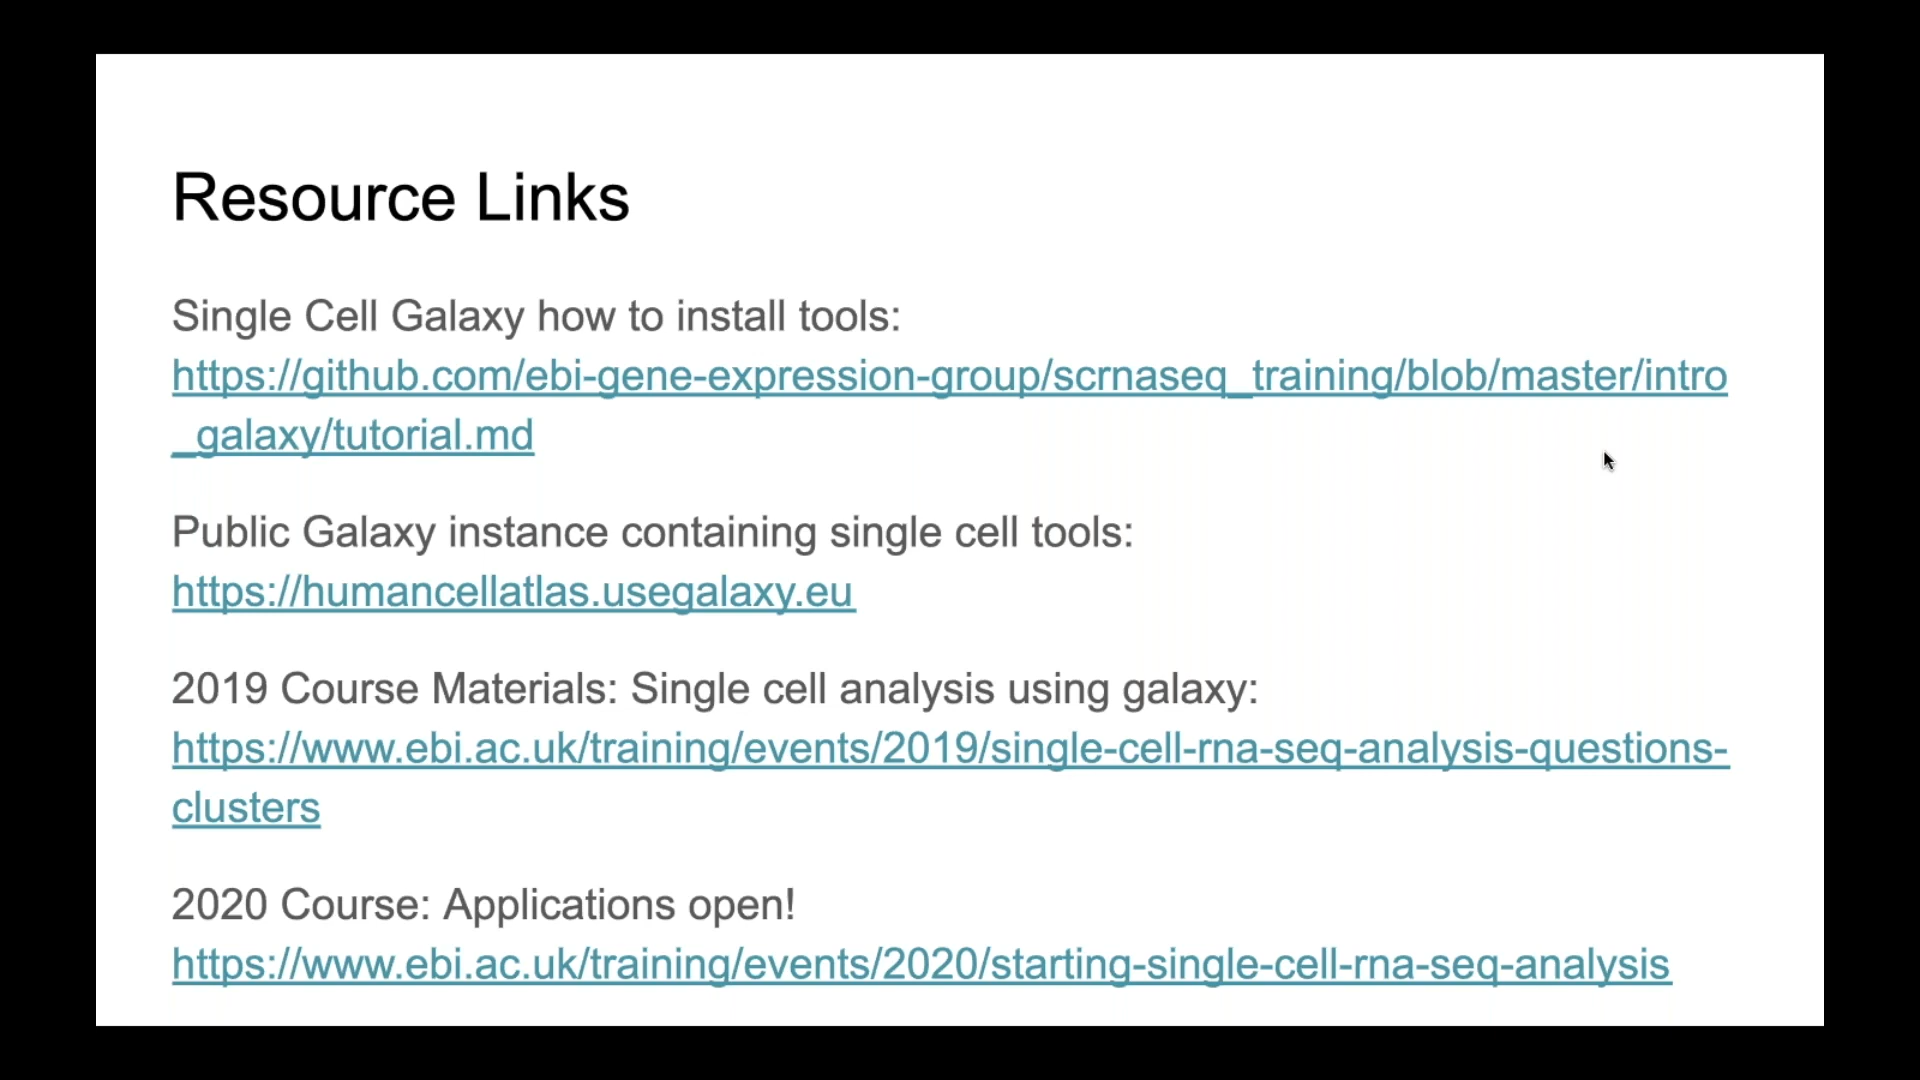 Resource Links
Single Cell Galaxy how to install tools:
https://github.com/ebi-gene-expression-group/scrnaseq_training/blob/master/intro
_galaxy/tutorial.md
Public Galaxy instance containing single cell tools:
https://humancellatlas.usegalaxy.eu
2019 Course Materials: Single cell analysis using galaxy:
https://www.ebi.ac.uk/training/events/2019/single-cell-rna-seq-analysis-questions-
clusters
2020 Course: Applications open!
https://www.ebi.ac.uk/training/events/2020/starting-single-cell-rna-seq-analysis